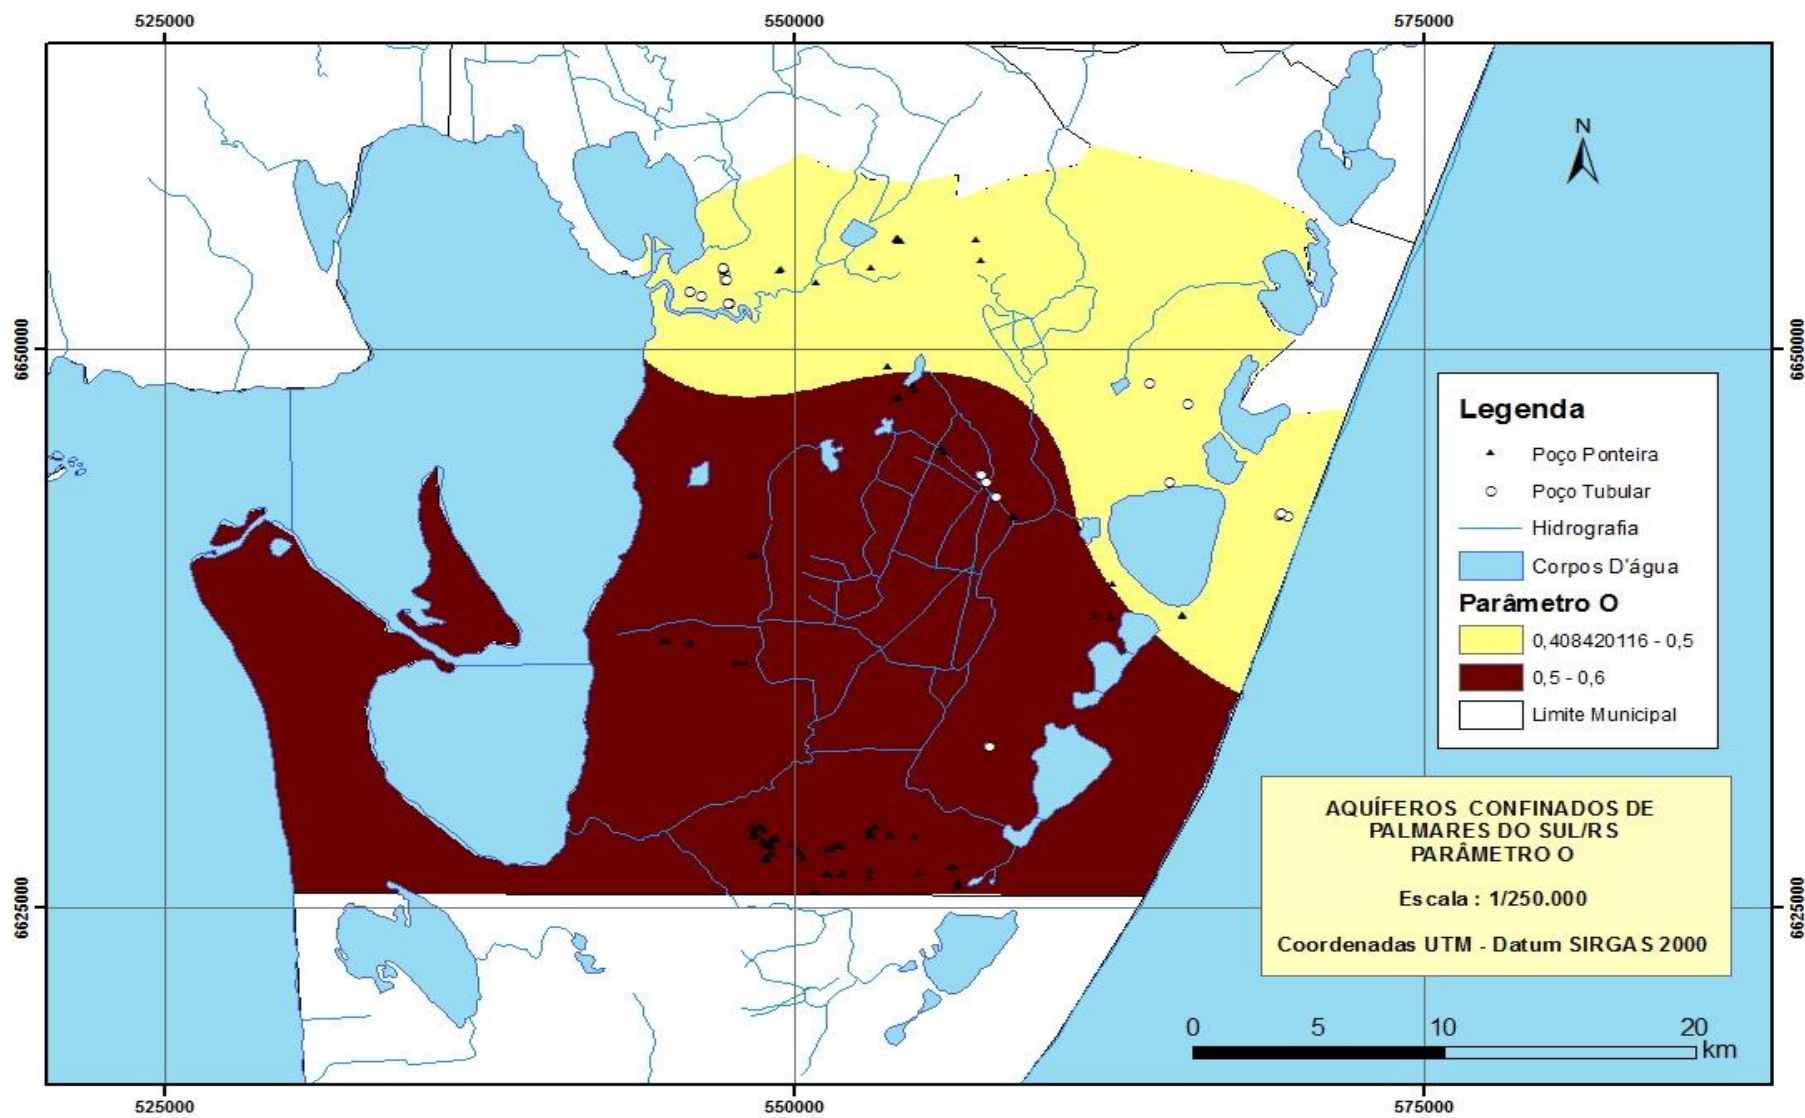 525000
550000
575000
N
6650000
6650000
Legenda
Poço Ponteira
Poço Tubular
Hidrografia
Corpos D'água
Parâmetro O
0,408420116 - 0,5
0,5 - 0,6
Limite Municipal
AQUÍFEROS CONFINADOS DE
PALMARES DO SUL/RS
PARÂMETRO O
Escala : 1/250.000
Coordenadas UTM - Datum SIRGAS 2000
6625000
6625000
0 5 10 20
km
525000
550000
575000